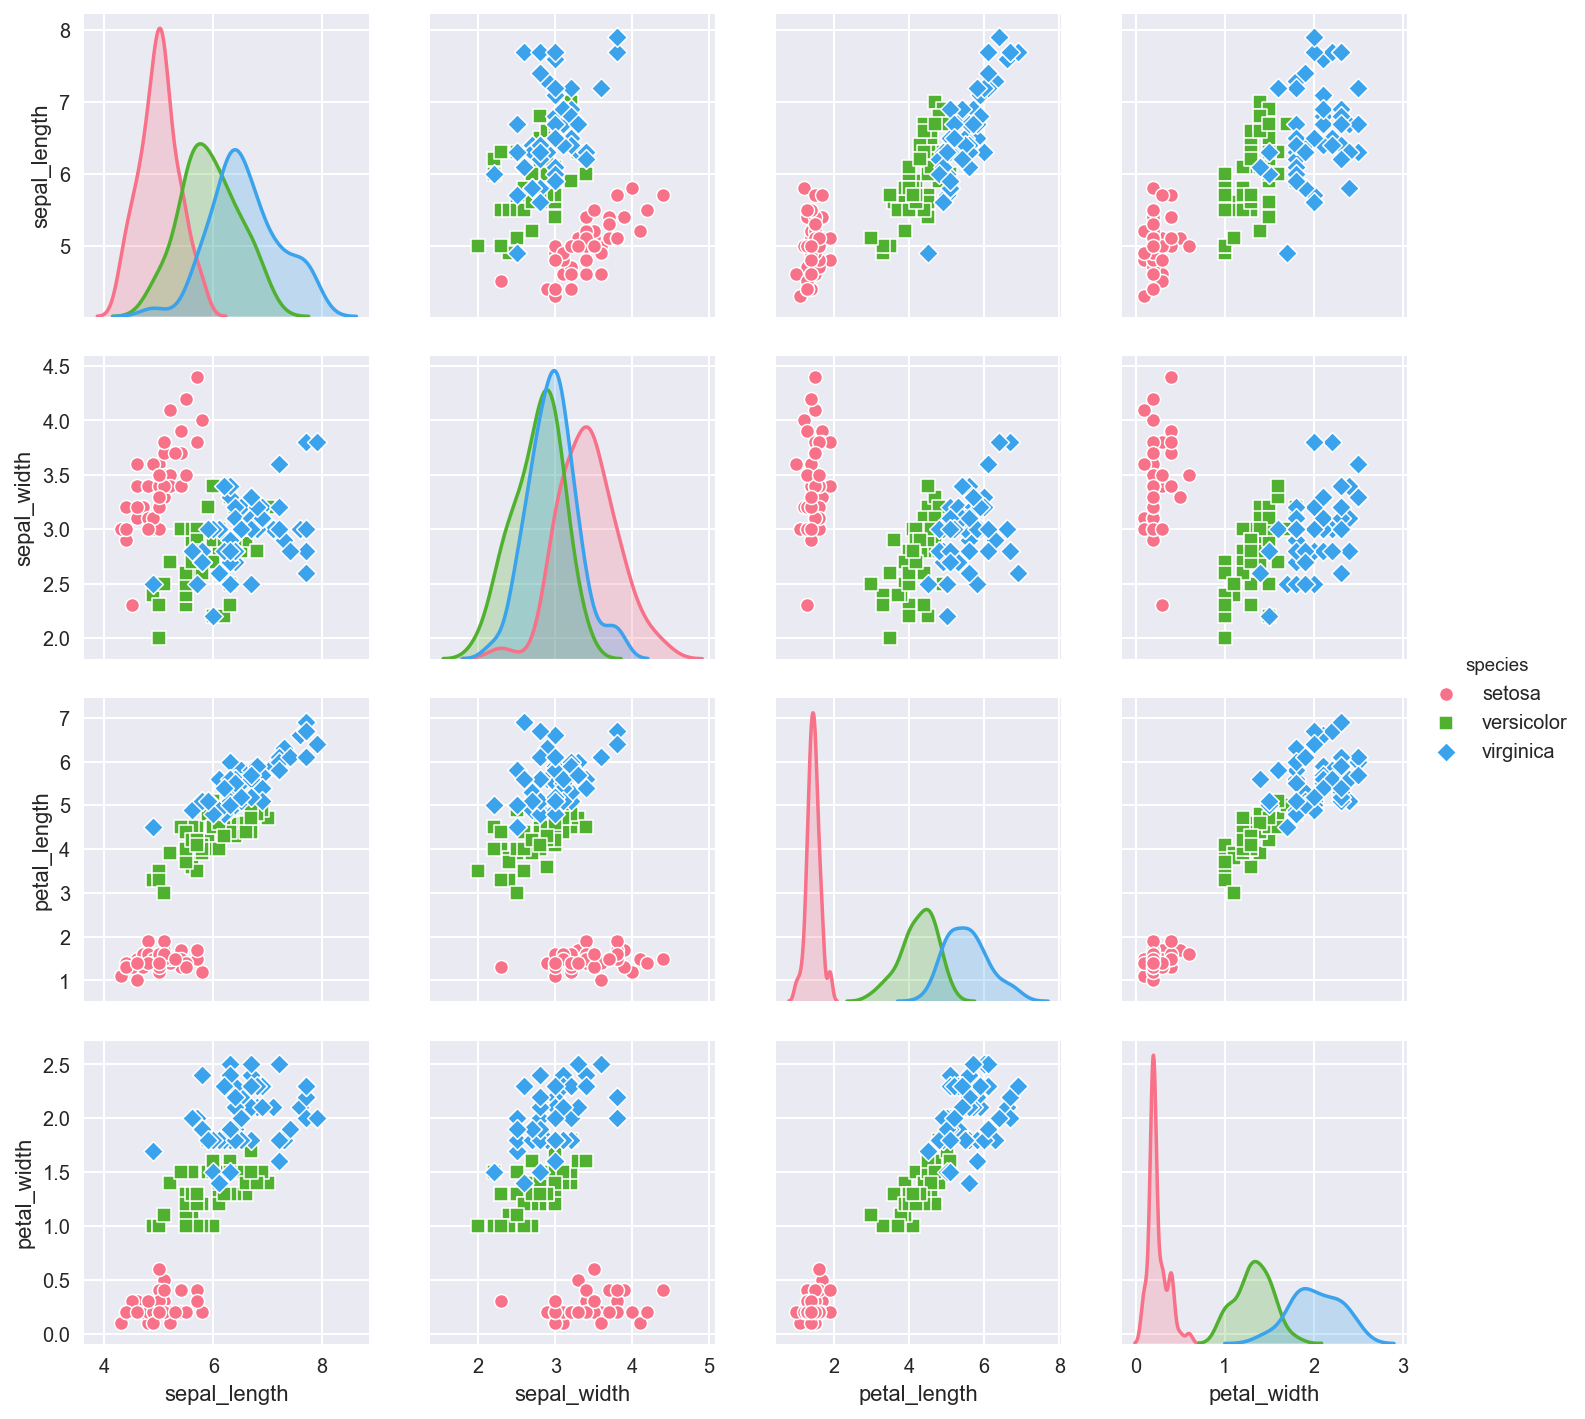 8
7
6
5
sepal_length
4.5
4.0
3.5
3.0
2.5
2.0
sepal_width
species
setosa
versicolor
virginica
7
6
5
4
3
2
1
petal_length
2.5
2.0
1.5
1.0
0.5
0.0
petal_width
4 6 8
2 3 4 5
2 4 6 8
0 1 2 3
sepal_length
sepal_width
petal_length
petal_width